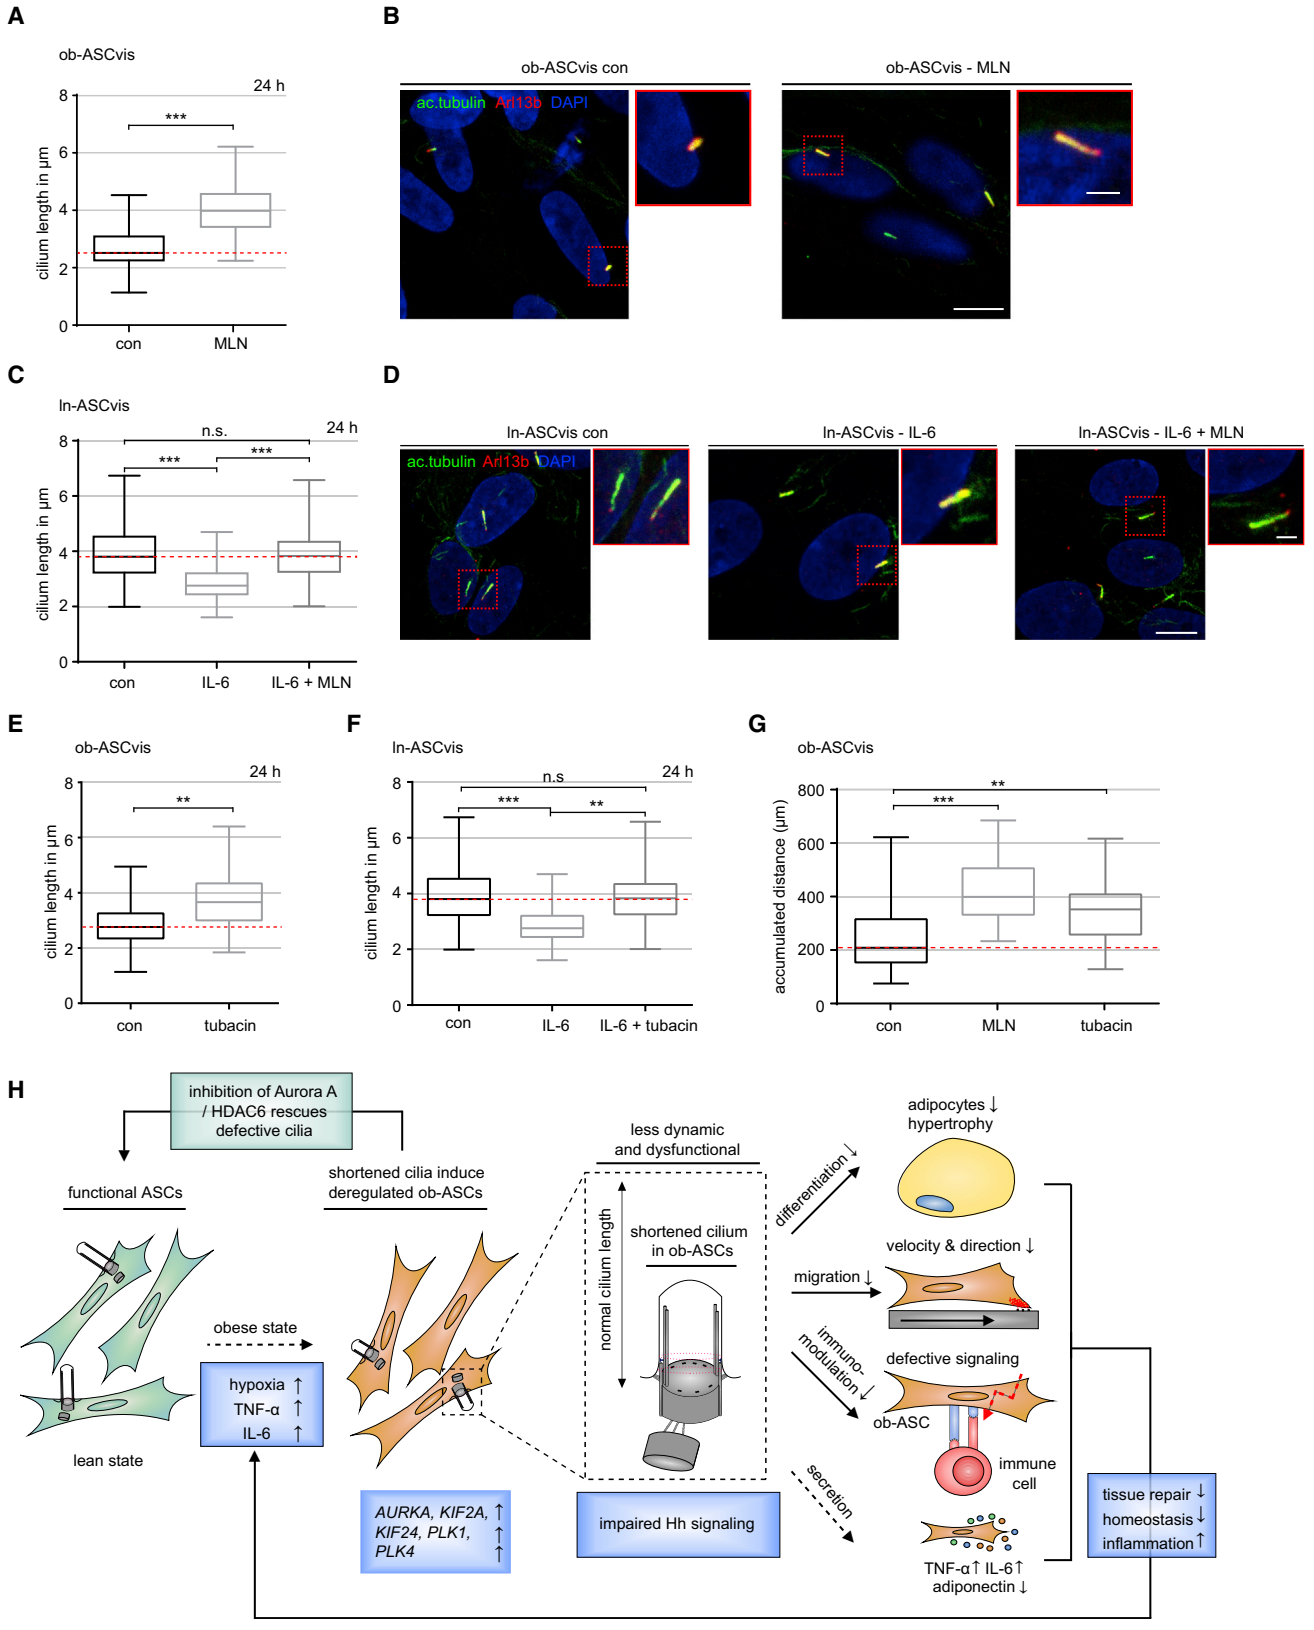 A
ob-ASCvis
24 h
***
cilium length in µm
8
6
4
2
0
con
MLN
B
ob-ASCvis con
ob-ASCvis - MLN
ac.tubulin Arl13b DAPI
C
ln-ASCvis
24 h
n.s.
***
***
cilium length in µm
8
6
4
2
0
con
IL-6
IL-6 + MLN
D
ln-ASCvis con
ln-ASCvis - IL-6
ln-ASCvis - IL-6 + MLN
ac.tubulin Arl13b DAPI
E
ob-ASCvis
24 h
**
cilium length in µm
8
6
4
2
0
con
tubacin
F
ln-ASCvis
24 h
n.s
***
**
cilium length in µm
8
6
4
2
0
con
IL-6
IL-6 + tubacin
G
ob-ASCvis
**
***
accumulated distance (µm)
800
600
400
200
0
con
MLN
tubacin
H
inhibition of Aurora A
/ HDAC6 rescues
defective cilia
functional ASCs
shortened cilia induce
deregulated ob-ASCs
obese state
hypoxia ↑
TNF-α ↑
IL-6 ↑
lean state
AURKA, KIF2A, ↑
KIF24, PLK1, ↑
PLK4 ↑
less dynamic
and dysfunctional
normal cilium length
shortened cilium
in ob-ASCs
impaired Hh signaling
differentiation ↓
adipocytes ↓
hypertrophy
migration ↓
velocity & direction ↓
immuno-
modulation ↓
defective signaling
ob-ASC
immune
cell
secretion
TNF-α ↑ IL-6 ↑
adiponectin ↓
tissue repair ↓
homeostasis ↓
inflammation ↑